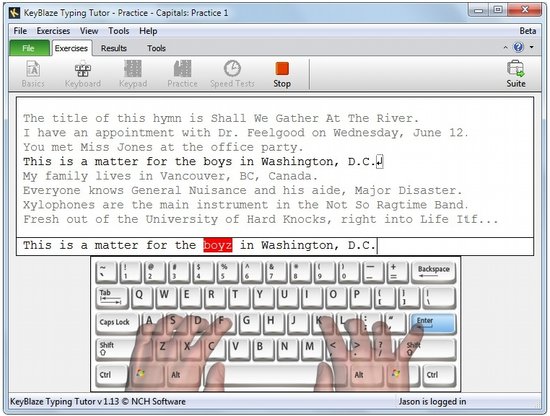 KeyBlaze Typing Tutor - Practice - Capitals: Practice 1
File Exercises View Tools Help Beta
File Exercises Results Tools
Basics Keyboard Keypad Practice Speed Tests Stop Suite
The title of this hymn is Shall We Gather At The River.
I have an appointment with Dr. Feelgood on Wednesday, June 12.
You met Miss Jones at the office party.
This is a matter for the boys in Washington, D.C.↲
My family lives in Vancouver, BC, Canada.
Everyone knows General Nuisance and his aide, Major Disaster.
Xylophones are the main instrument in the Not So Ragtime Band.
Fresh out of the University of Hard Knocks, right into Life
This is a matter for the boyz in Washington, D.C.
~ ` ! 1 @ 2 # 3 $ 4 % 5 ^ 6 & 7 * 8 ( 9 ) 0 _ - + = Backspace
Tab Q W E R T Y U I O P { [ } ] | \
Caps Lock A S D F G H J K L : ; " ' Enter
Shift Z X C V B N M < , > . ? / Shift
Ctrl Alt Alt Ctrl
KeyBlaze Typing Tutor v 1.13 © NCH Software Jason is logged in